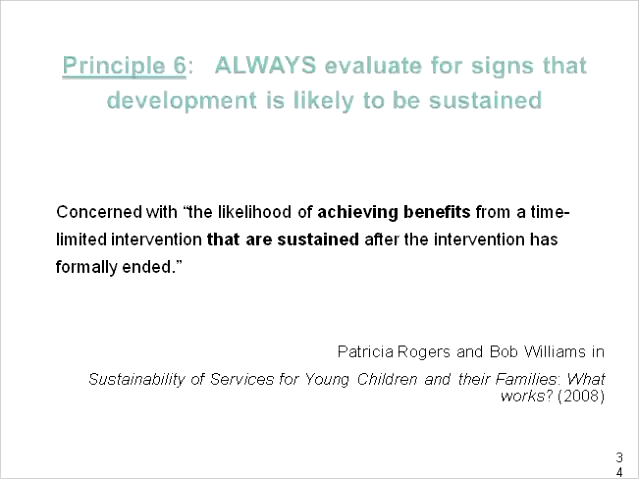 Principle 6: ALWAYS evaluate for signs that
development is likely to be sustained
Concerned with “the likelihood of achieving benefits from a time-
limited intervention that are sustained after the intervention has
formally ended.”
Patricia Rogers and Bob Williams in
Sustainability of Services for Young Children and their Families: What
works? (2008)
3
4